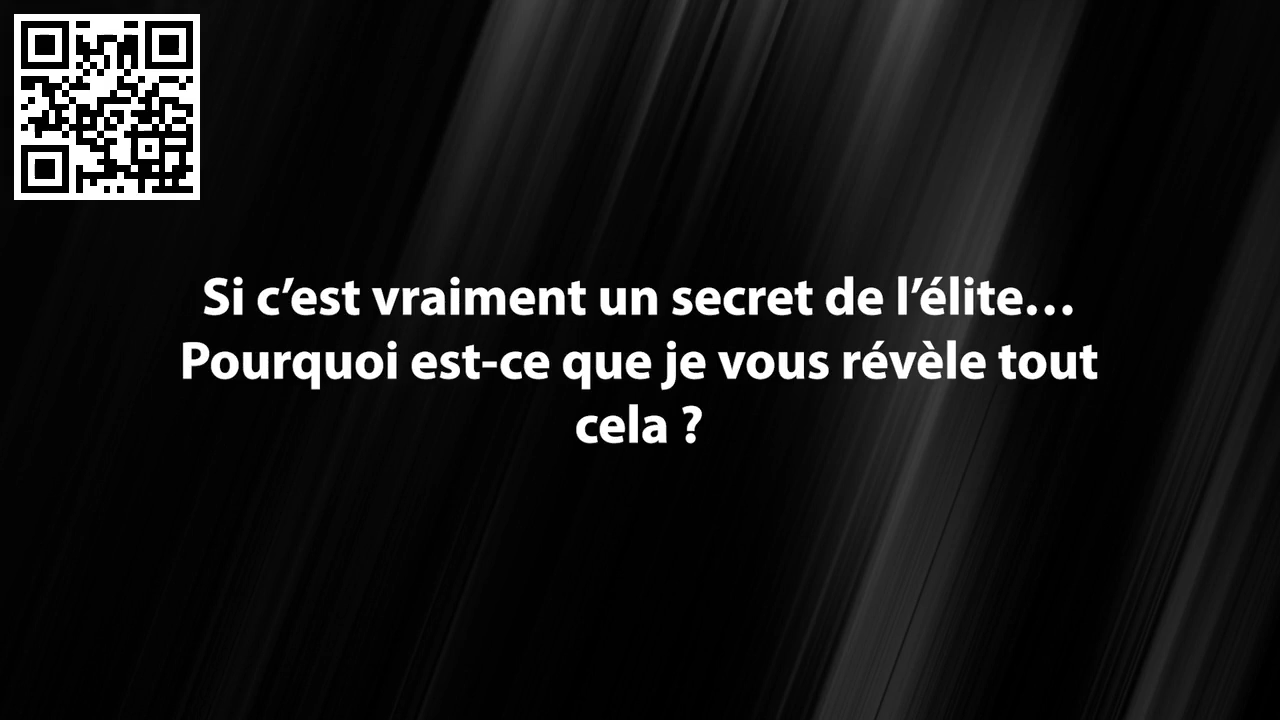 Si c’est vraiment un secret de l’élite…
Pourquoi est-ce que je vous révèle tout
cela ?